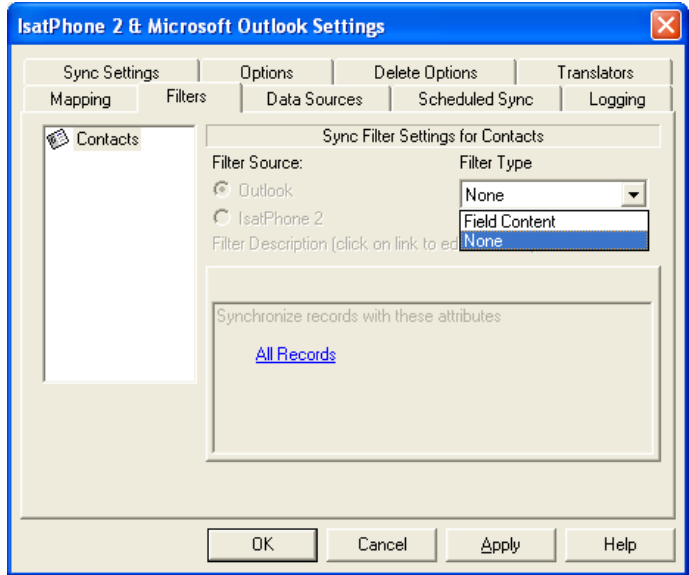 IsatPhone 2 & Microsoft Outlook Settings
Sync Settings Options Delete Options Translators
Mapping Filters Data Sources Scheduled Sync Logging
Contacts
Sync Filter Settings for Contacts
Filter Source: Filter Type
Outlook None
IsatPhone 2 Field Content
Filter Description (click on link to ed None
Synchronize records with these attributes
All Records
OK Cancel Apply Help